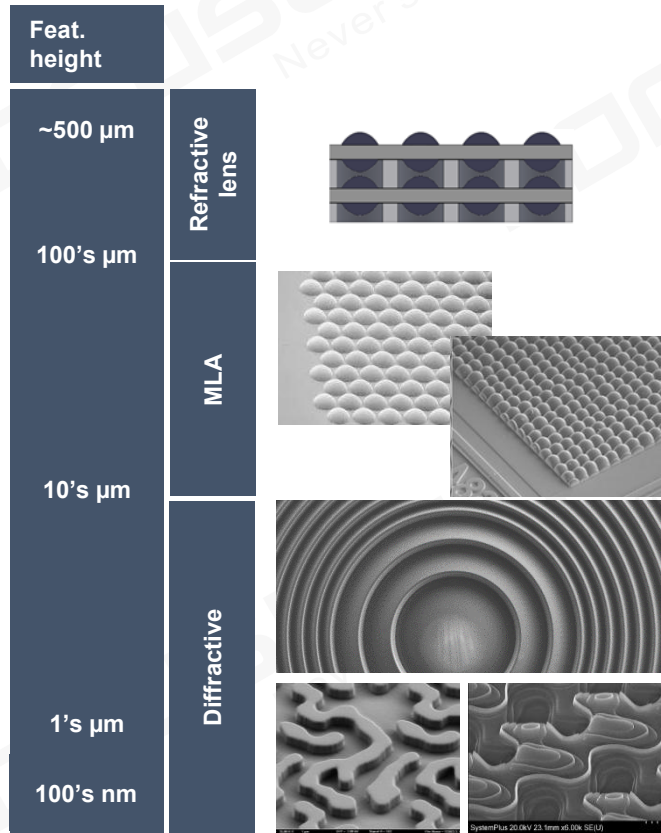 Feat.
height
~500 µm
Refractive
lens
100's µm
MLA
10's µm
Diffractive
1's µm
100's nm
SystemPlus 20.0kV 23.1mm x6.00k SE(U)